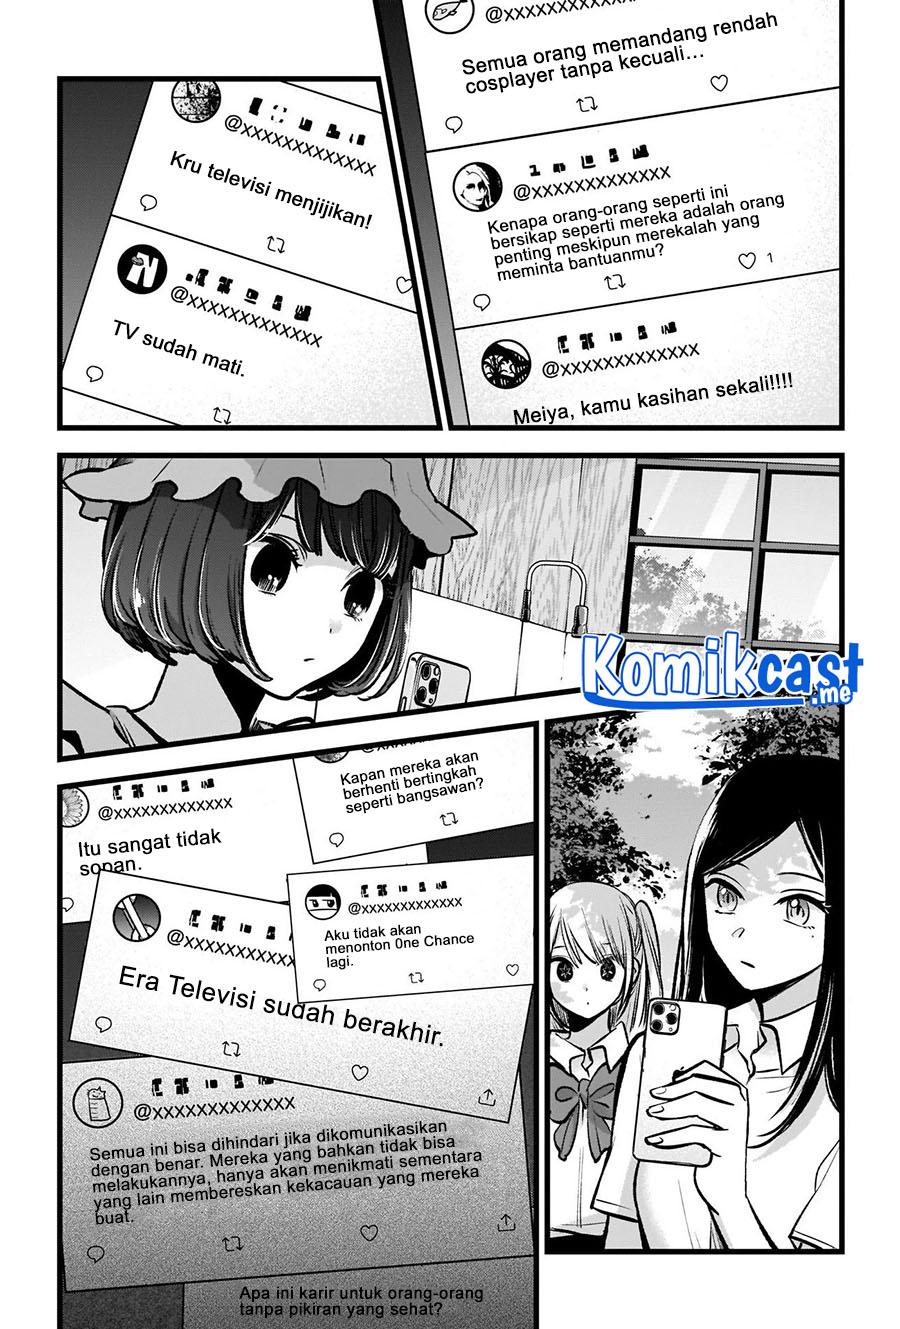 @xxxxxxxxxxxxx
Semua orang memandang rendah
cosplayer tanpa kecuali...
@xxxxxxxxxxxxx
Kenapa orang-orang seperti ini
bersikap seperti mereka adalah orang
penting meskipun merekalah yang
meminta bantuanmu?
1
@xxxxxxxxxxxxx
Meiya, kamu kasihan sekali!!!!
@xxxxxxxxxxxxx
Kru televisi menjijikan!
@xxxxxxxxxxxxx
TV sudah mati.
Komikcast
.me
Kapan mereka akan
berhenti bertingkah
seperti bangsawan?
@xxxxxxxxxxxxx
Itu sangat tidak
sopan.
@xxxxxxxxxxxxx
Aku tidak akan
menonton One Chance
lagi.
Era Televisi sudah berakhir.
@xxxxxxxxxxxxx
Semua ini bisa dihindari jika dikomunikasikan
dengan benar. Mereka yang bahkan tidak bisa
melakukannya, hanya akan menikmati sementara
yang lain membereskan kekacauan yang mereka
buat.
Apa ini karir untuk orang-orang
tanpa pikiran yang sehat?